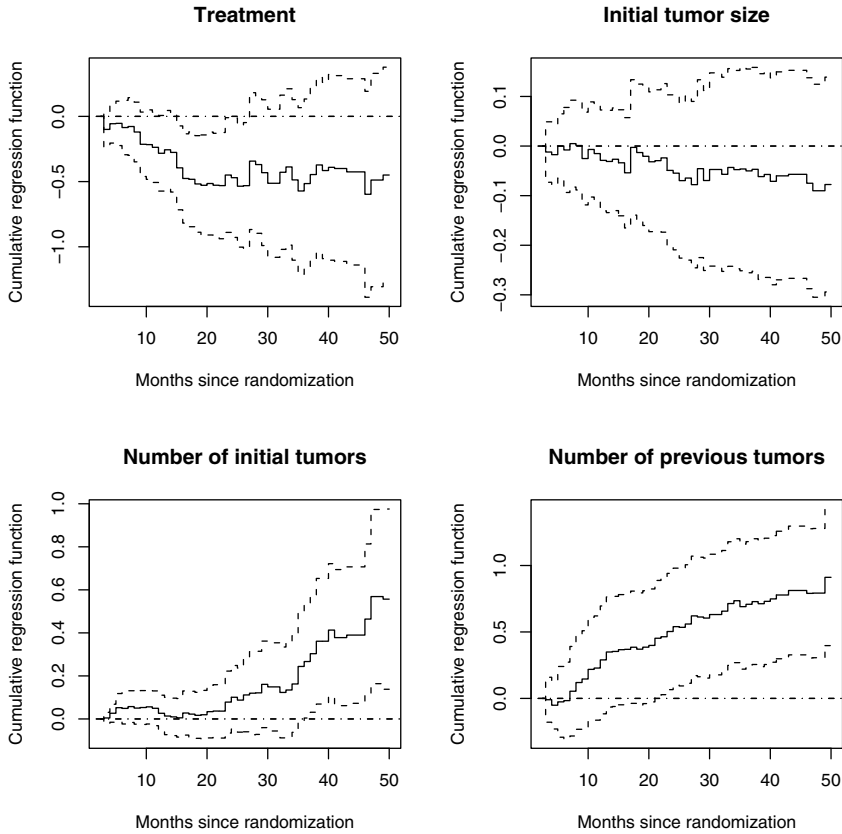 Treatment
Cumulative regression function
0.0
−0.5
−1.0
10 20 30 40 50
Months since randomization
Initial tumor size
Cumulative regression function
0.1
0.0
−0.1
−0.2
−0.3
10 20 30 40 50
Months since randomization
Number of initial tumors
Cumulative regression function
1.0
0.8
0.6
0.4
0.2
0.0
10 20 30 40 50
Months since randomization
Number of previous tumors
Cumulative regression function
1.0
0.5
0.0
10 20 30 40 50
Months since randomization